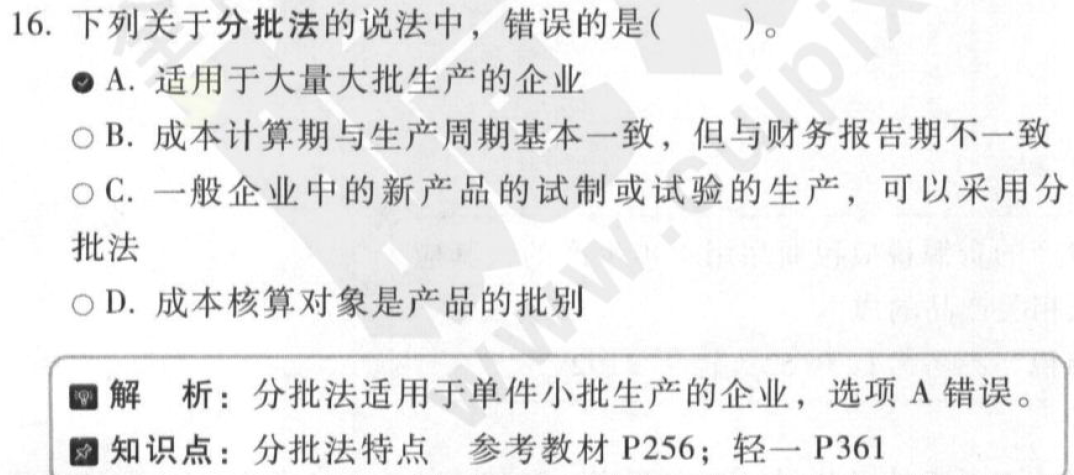 16. 下列关于分批法的说法中，错误的是(　　)。
A. 适用于大量大批生产的企业
B. 成本计算期与生产周期基本一致，但与财务报告期不一致
C. 一般企业中的新产品的试制或试验的生产，可以采用分
批法
D. 成本核算对象是产品的批别
解　析：分批法适用于单件小批生产的企业，选项 A 错误。
知识点：分批法特点　参考教材 P256；轻一 P361